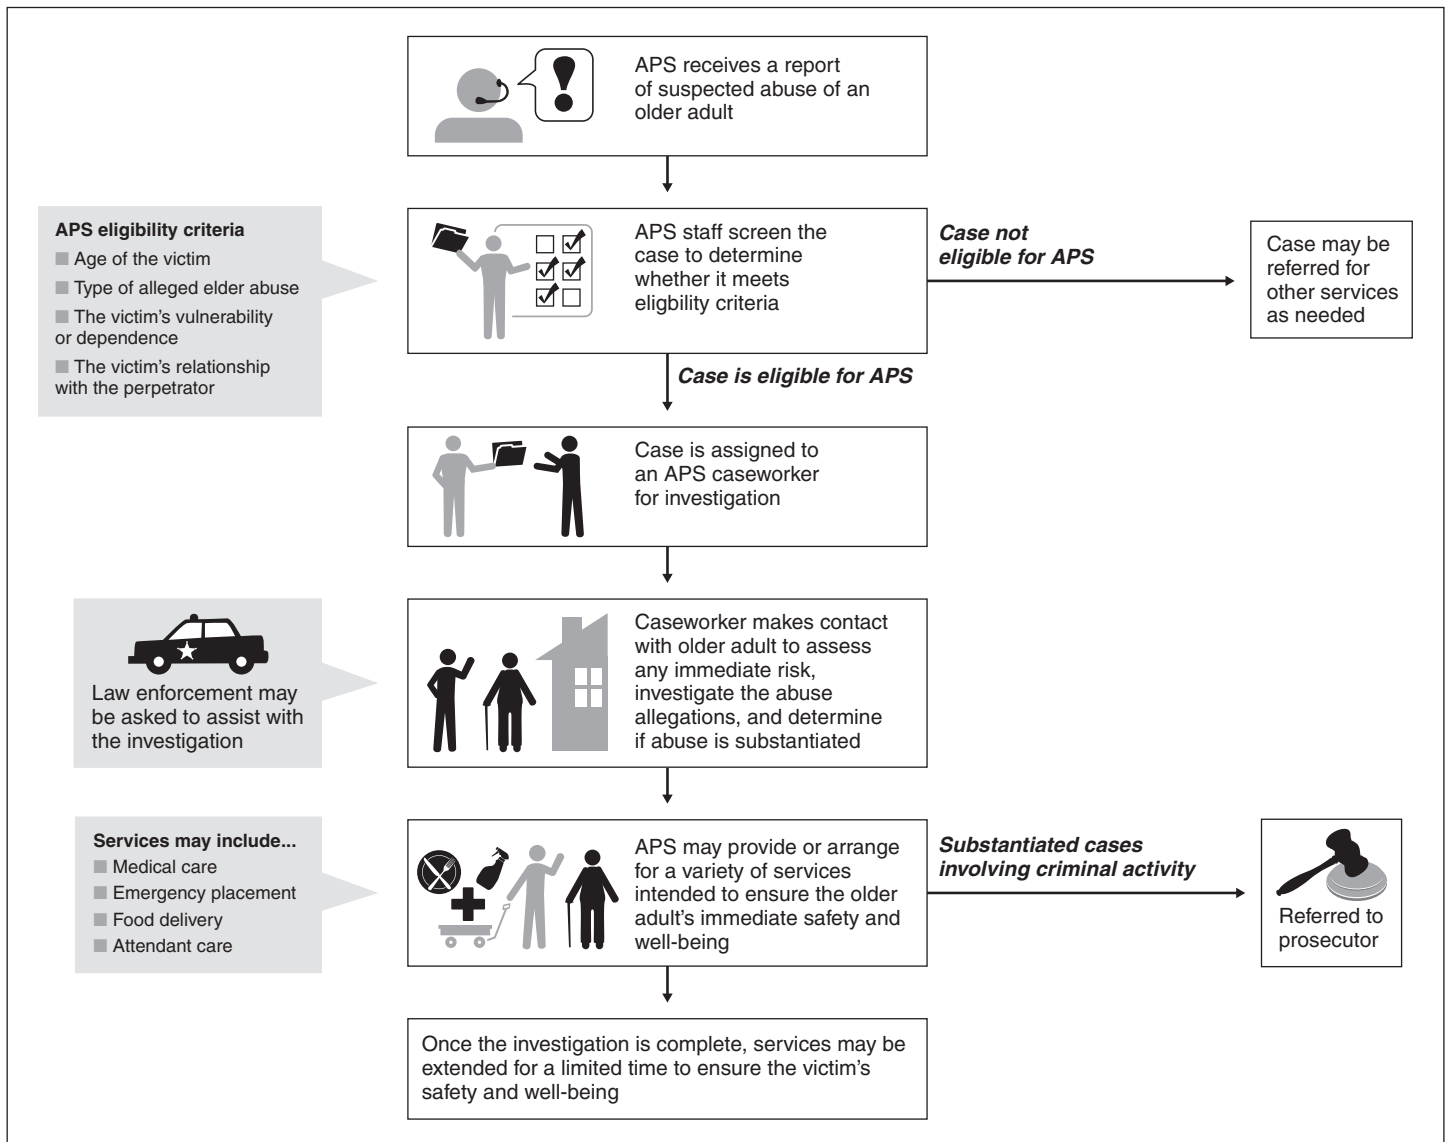 APS receives a report
of suspected abuse of an
older adult
APS eligibility criteria
Age of the victim
Type of alleged elder abuse
The victim's vulnerability
or dependence
The victim's relationship
with the perpetrator
APS staff screen the
case to determine
whether it meets
eligbility criteria
Case not
eligible for APS
Case may be
referred for
other services
as needed
Case is eligible for APS
Case is assigned to
an APS caseworker
for investigation
Law enforcement may
be asked to assist with
the investigation
Caseworker makes contact
with older adult to assess
any immediate risk,
investigate the abuse
allegations, and determine
if abuse is substantiated
Services may include...
Medical care
Emergency placement
Food delivery
Attendant care
APS may provide or arrange
for a variety of services
intended to ensure the older
adult's immediate safety and
well-being
Substantiated cases
involving criminal activity
Referred to
prosecutor
Once the investigation is complete, services may be
extended for a limited time to ensure the victim's
safety and well-being